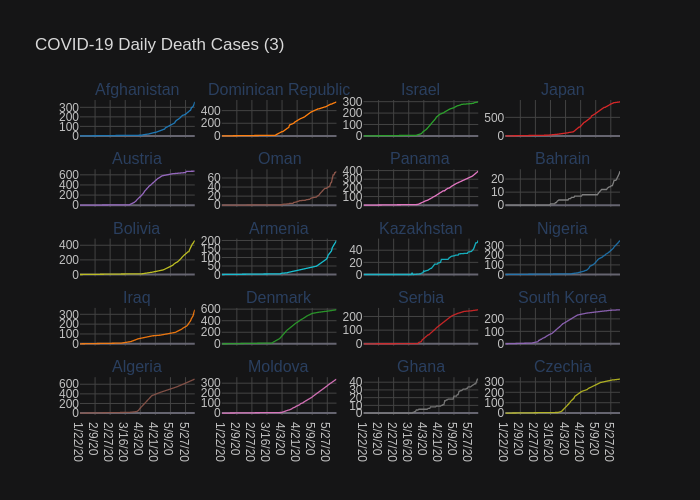 COVID-19 Daily Death Cases (3)
Afghanistan Dominican Republic Israel Japan
300 200 100 0 400 200 0 300 200 100 0 500 0
Austria Oman Panama Bahrain
600 400 200 0 60 40 20 0 400 300 200 100 0 20 10 0
Bolivia Armenia Kazakhstan Nigeria
400 200 0 200 150 100 50 0 40 20 0 300 200 100 0
Iraq Denmark Serbia South Korea
300 200 100 0 600 400 200 0 200 0 200 0
Algeria Moldova Ghana Czechia
600 400 200 0 300 200 100 0 40 30 20 10 0 300 200 100 0
1/22/20 2/9/20 2/27/20 3/16/20 4/3/20 4/21/20 5/9/20 5/27/20 1/22/20 2/9/20 2/27/20 3/16/20 4/3/20 4/21/20 5/9/20 5/27/20 1/22/20 2/9/20 2/27/20 3/16/20 4/3/20 4/21/20 5/9/20 5/27/20 1/22/20 2/9/20 2/27/20 3/16/20 4/3/20 4/21/20 5/9/20 5/27/20